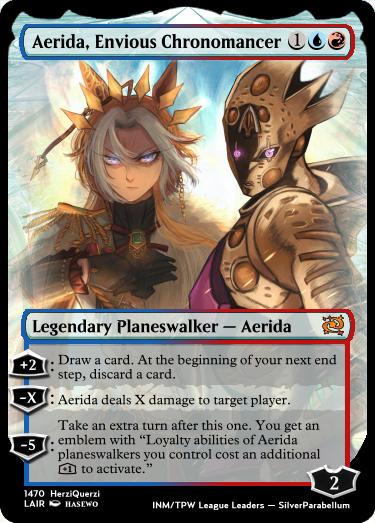 Aerida, Envious Chronomancer 1
Legendary Planeswalker — Aerida
+2 : Draw a card. At the beginning of your next end
step, discard a card.
-X : Aerida deals X damage to target player.
Take an extra turn after this one. You get an
-5 : emblem with “Loyalty abilities of Aerida
planeswalkers you control cost an additional
+1 to activate.”
2
1470 HerziQuerzi
LAIR HASEWO
INM/TPW League Leaders — SilverParabellum